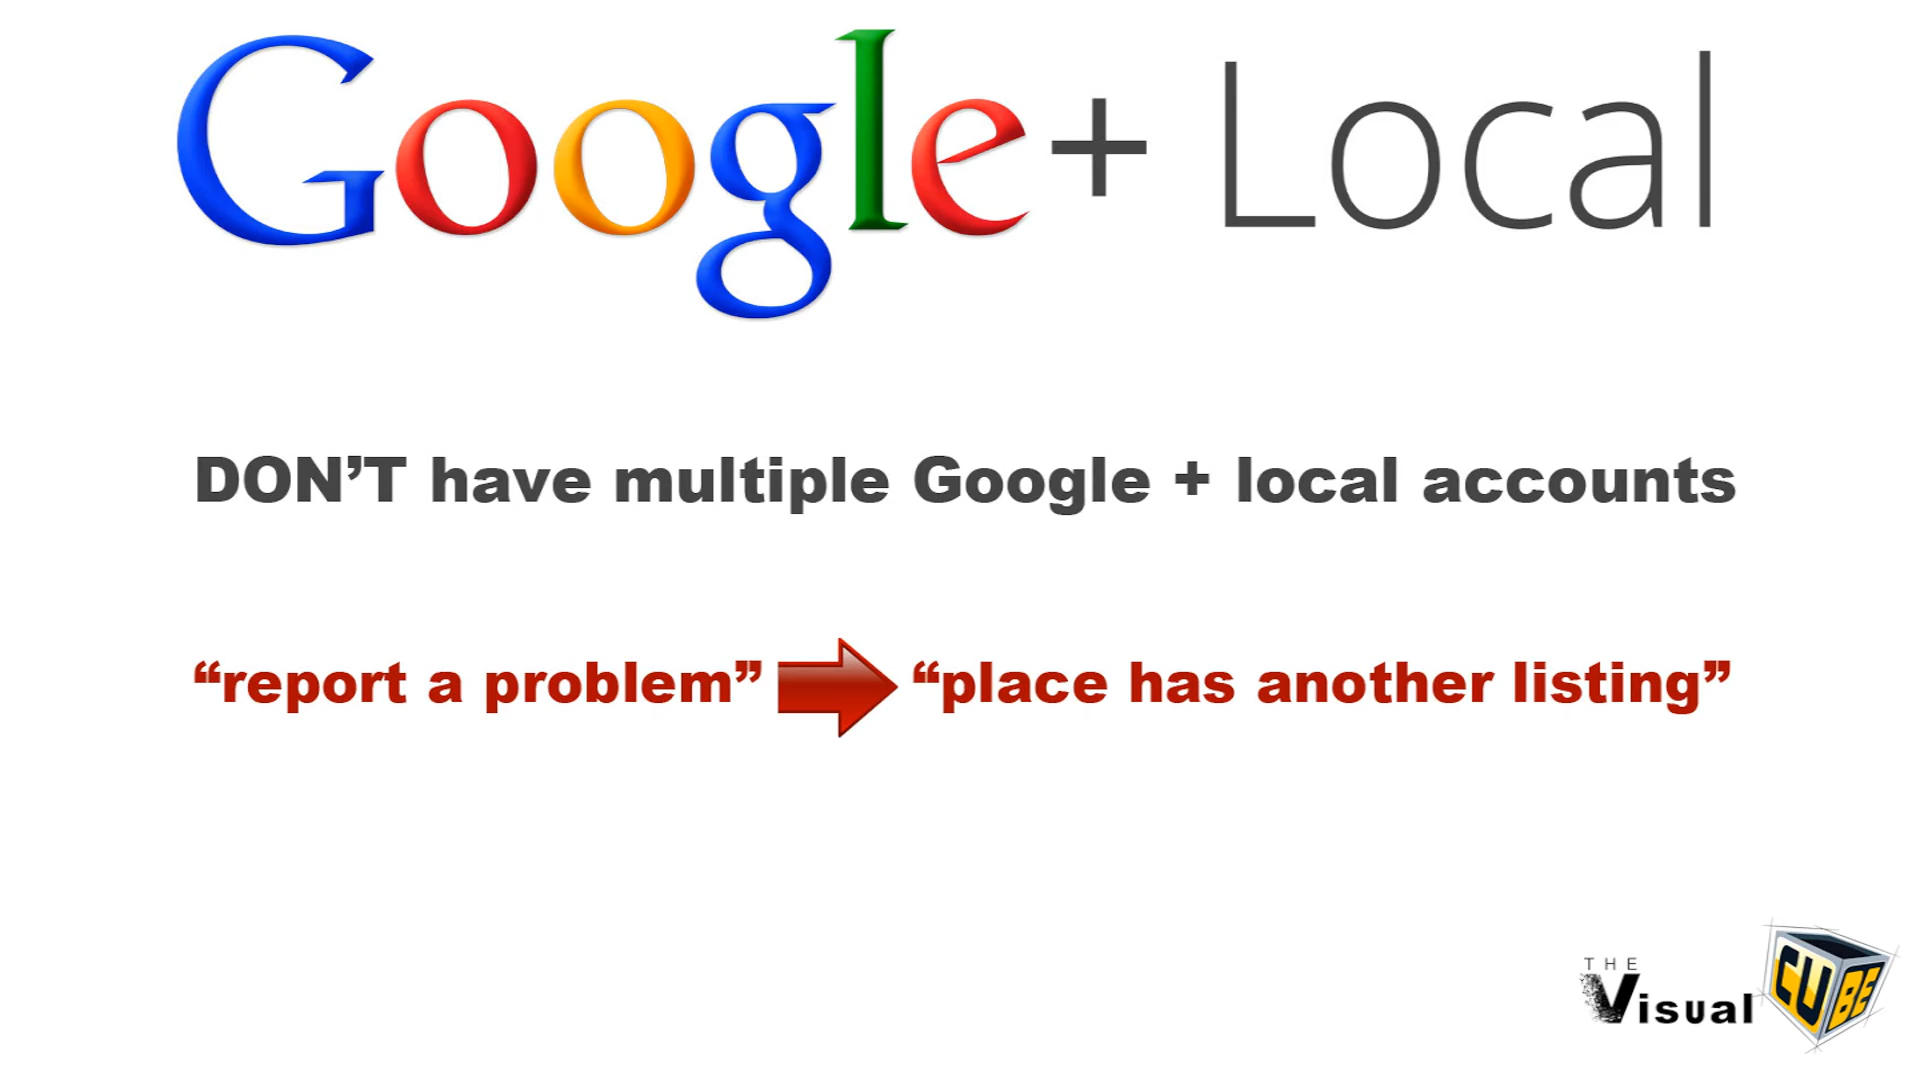 Google+ Local
DON’T have multiple Google + local accounts
“report a problem” “place has another listing”
THE
Visual CUBE